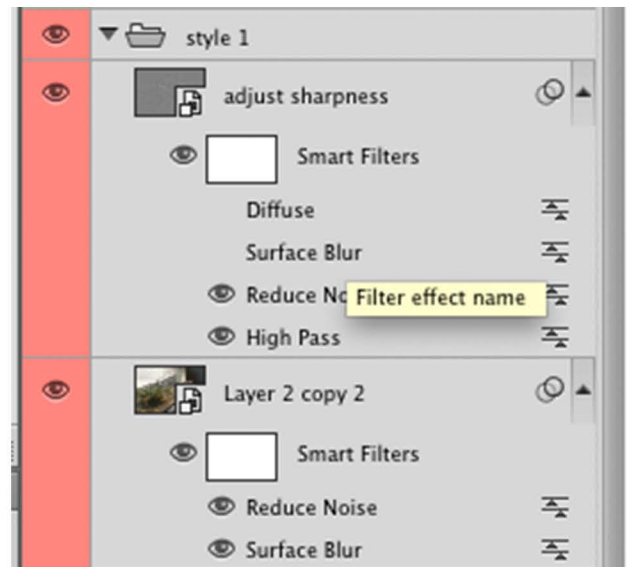 style 1
adjust sharpness
Smart Filters
Diffuse
Surface Blur
Reduce No
Filter effect name
High Pass
Layer 2 copy 2
Smart Filters
Reduce Noise
Surface Blur